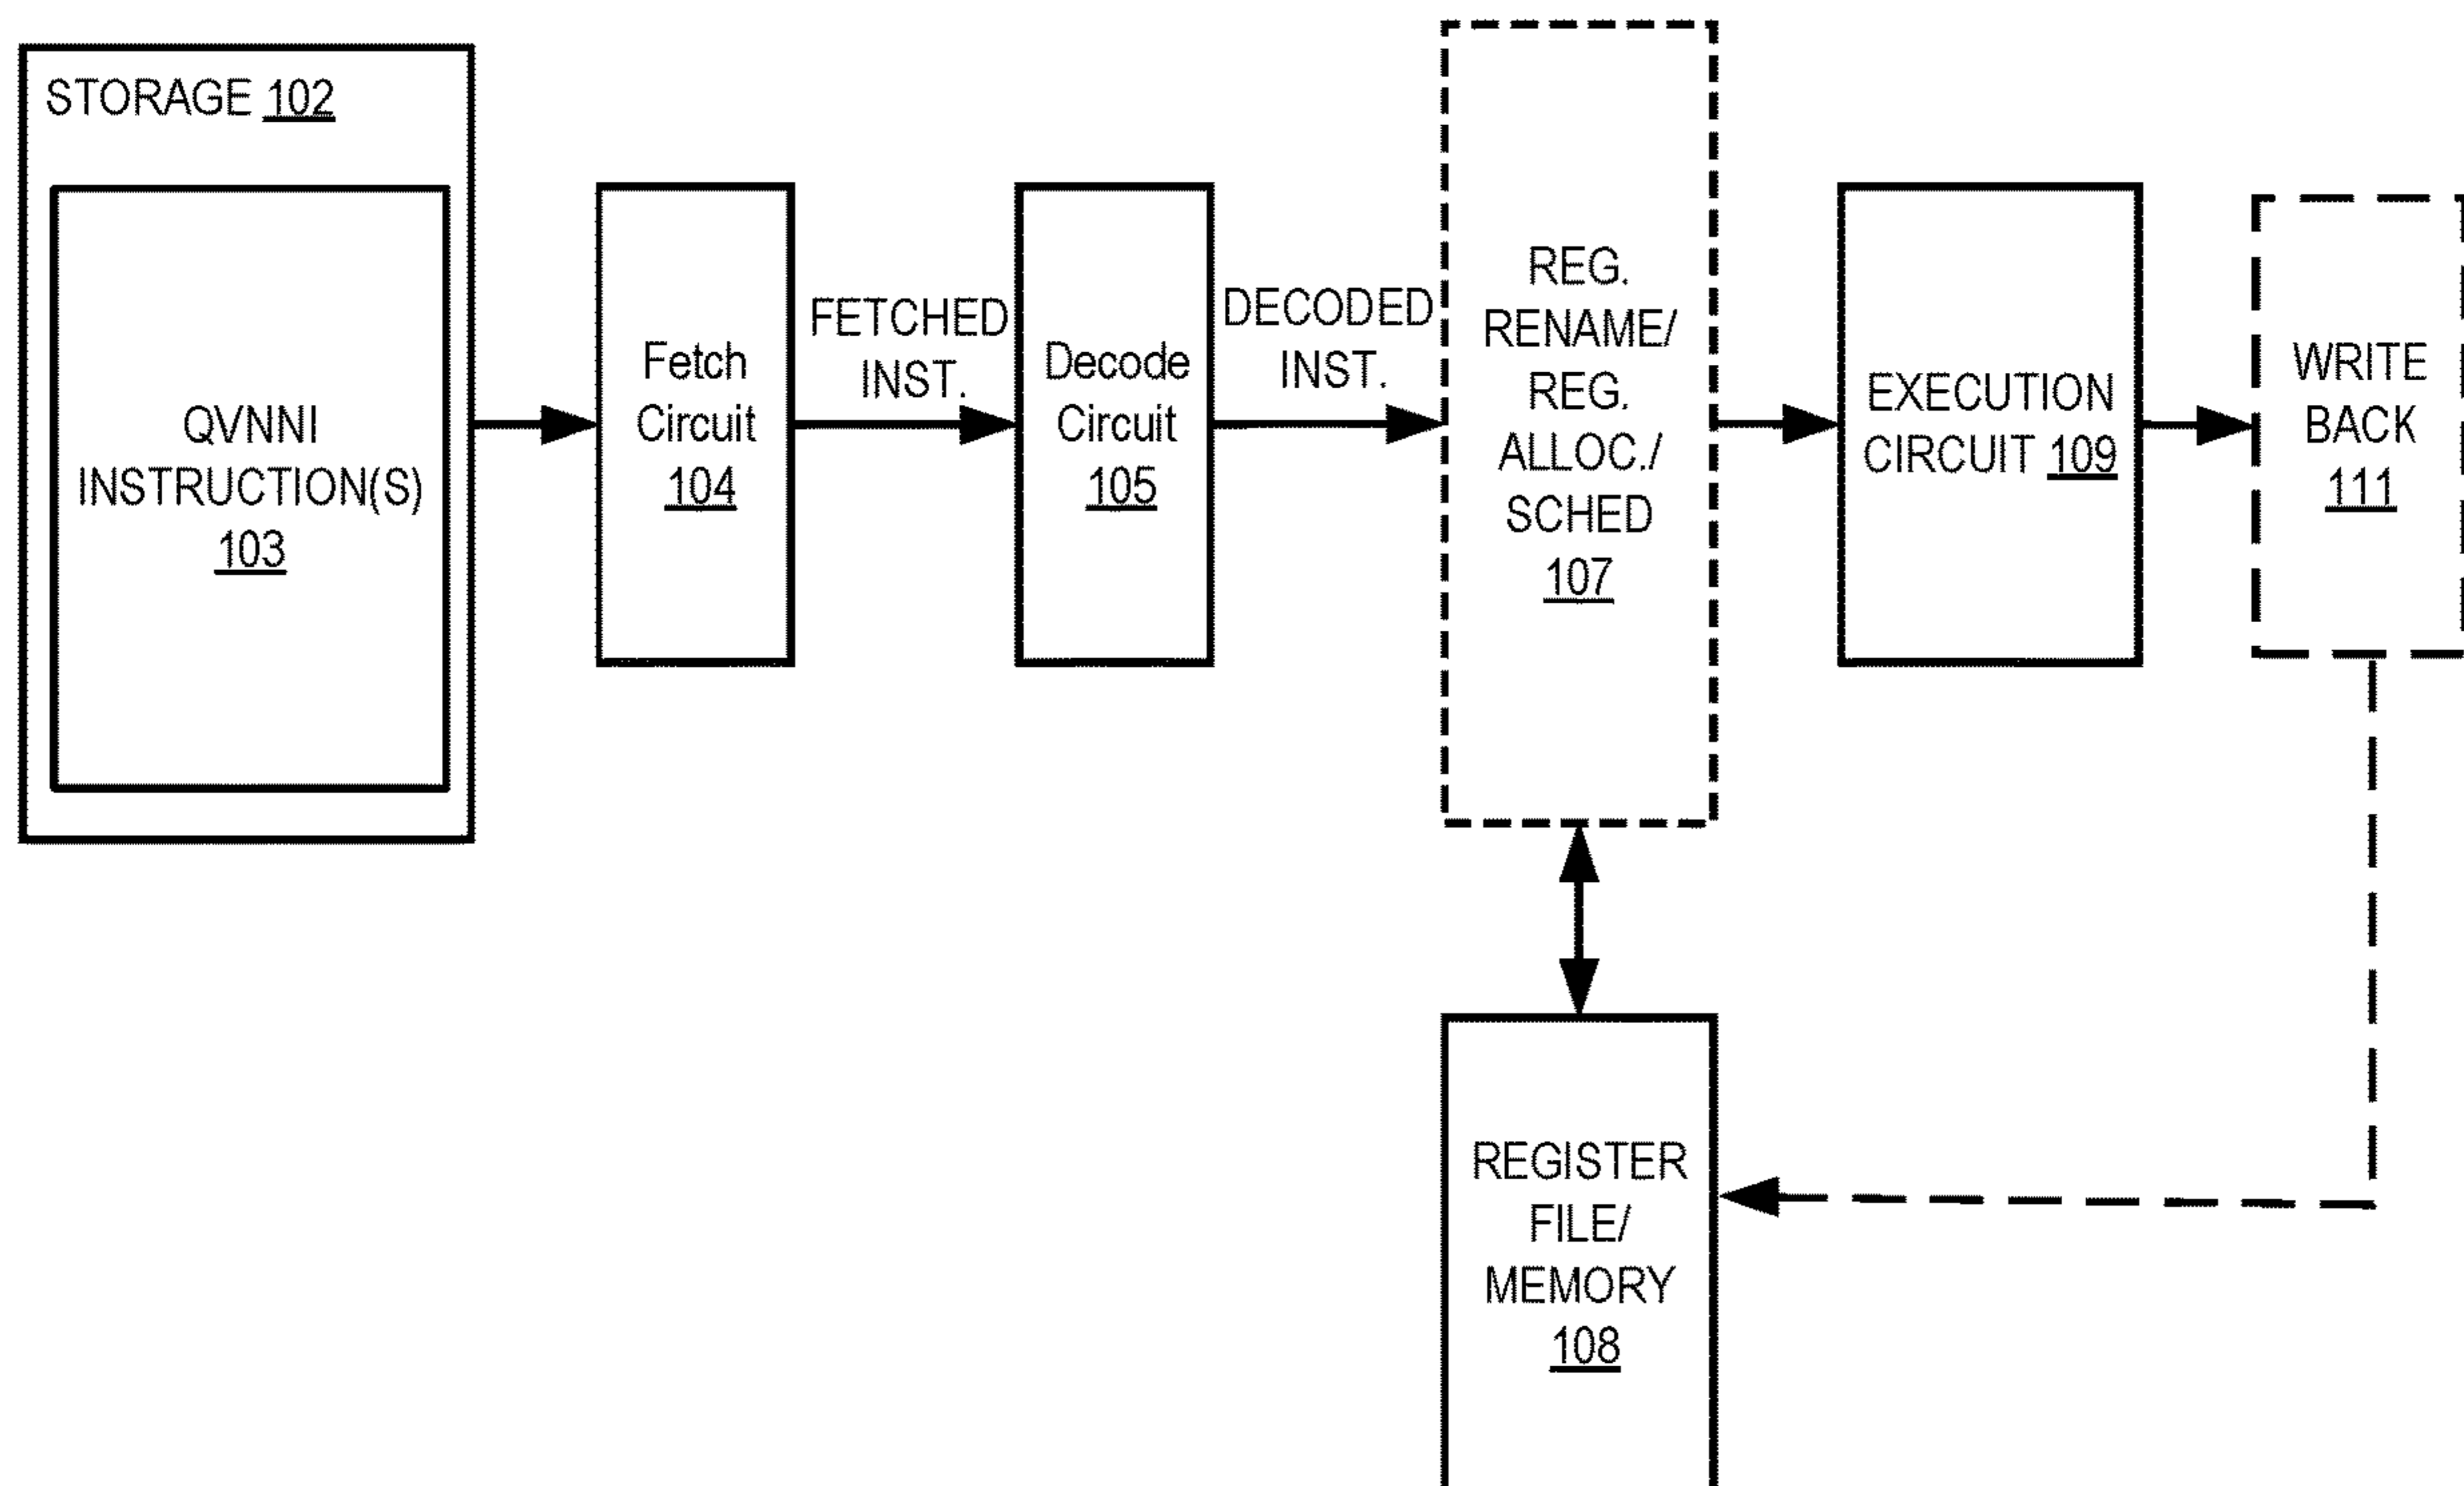 STORAGE 102
QVNNI
INSTRUCTION(S)
103
Fetch
Circuit
104
FETCHED
INST.
Decode
Circuit
105
DECODED
INST.
REG.
RENAME/
REG.
ALLOC./
SCHED
107
EXECUTION
CIRCUIT 109
WRITE
BACK
111
REGISTER
FILE/
MEMORY
108